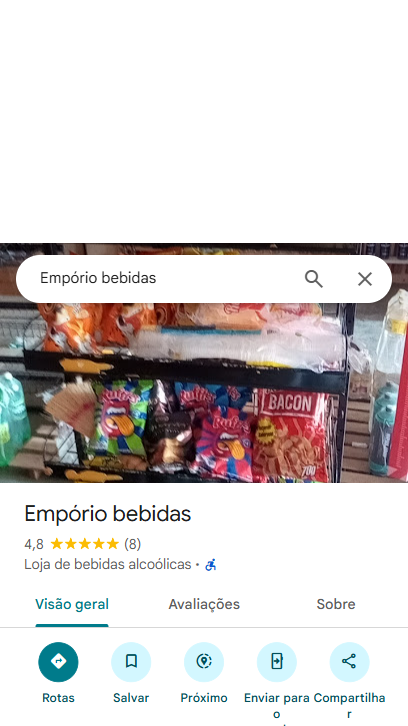 Empório bebidas
BACON
Empório bebidas
4,8 (8)
Loja de bebidas alcoólicas ·
Visão geral Avaliações Sobre
Rotas Salvar Próximo Enviar para o Compartilhar